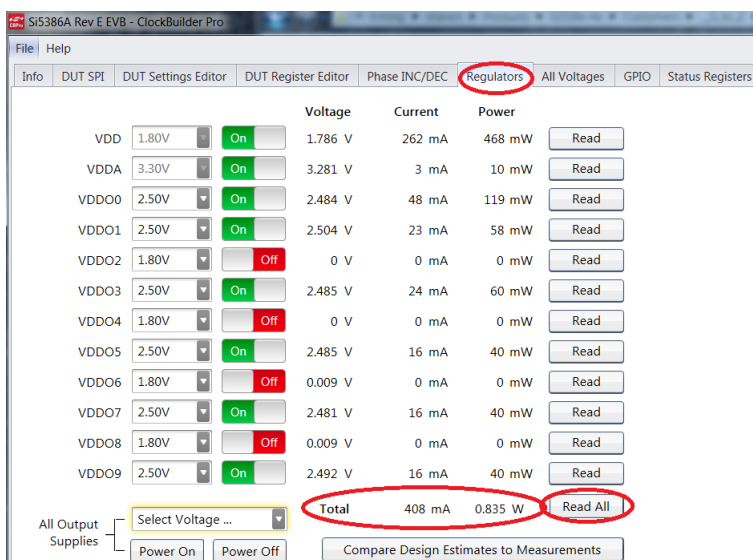 Si5386A Rev E EVB - ClockBuilder Pro
File Help
Info DUT SPI DUT Settings Editor DUT Register Editor Phase INC/DEC Regulators All Voltages GPIO Status Registers
Voltage Current Power
VDD 1.80V On 1.786 V 262 mA 468 mW Read
VDDA 3.30V On 3.281 V 3 mA 10 mW Read
VDDO0 2.50V On 2.484 V 48 mA 119 mW Read
VDDO1 2.50V On 2.504 V 23 mA 58 mW Read
VDDO2 1.80V Off 0 V 0 mA 0 mW Read
VDDO3 2.50V On 2.485 V 24 mA 60 mW Read
VDDO4 1.80V Off 0 V 0 mA 0 mW Read
VDDO5 2.50V On 2.485 V 16 mA 40 mW Read
VDDO6 1.80V Off 0.009 V 0 mA 0 mW Read
VDDO7 2.50V On 2.481 V 16 mA 40 mW Read
VDDO8 1.80V Off 0.009 V 0 mA 0 mW Read
VDDO9 2.50V On 2.492 V 16 mA 40 mW Read
Total 408 mA 0.835 W Read All
All Output Supplies
Select Voltage ...
Power On Power Off
Compare Design Estimates to Measurements